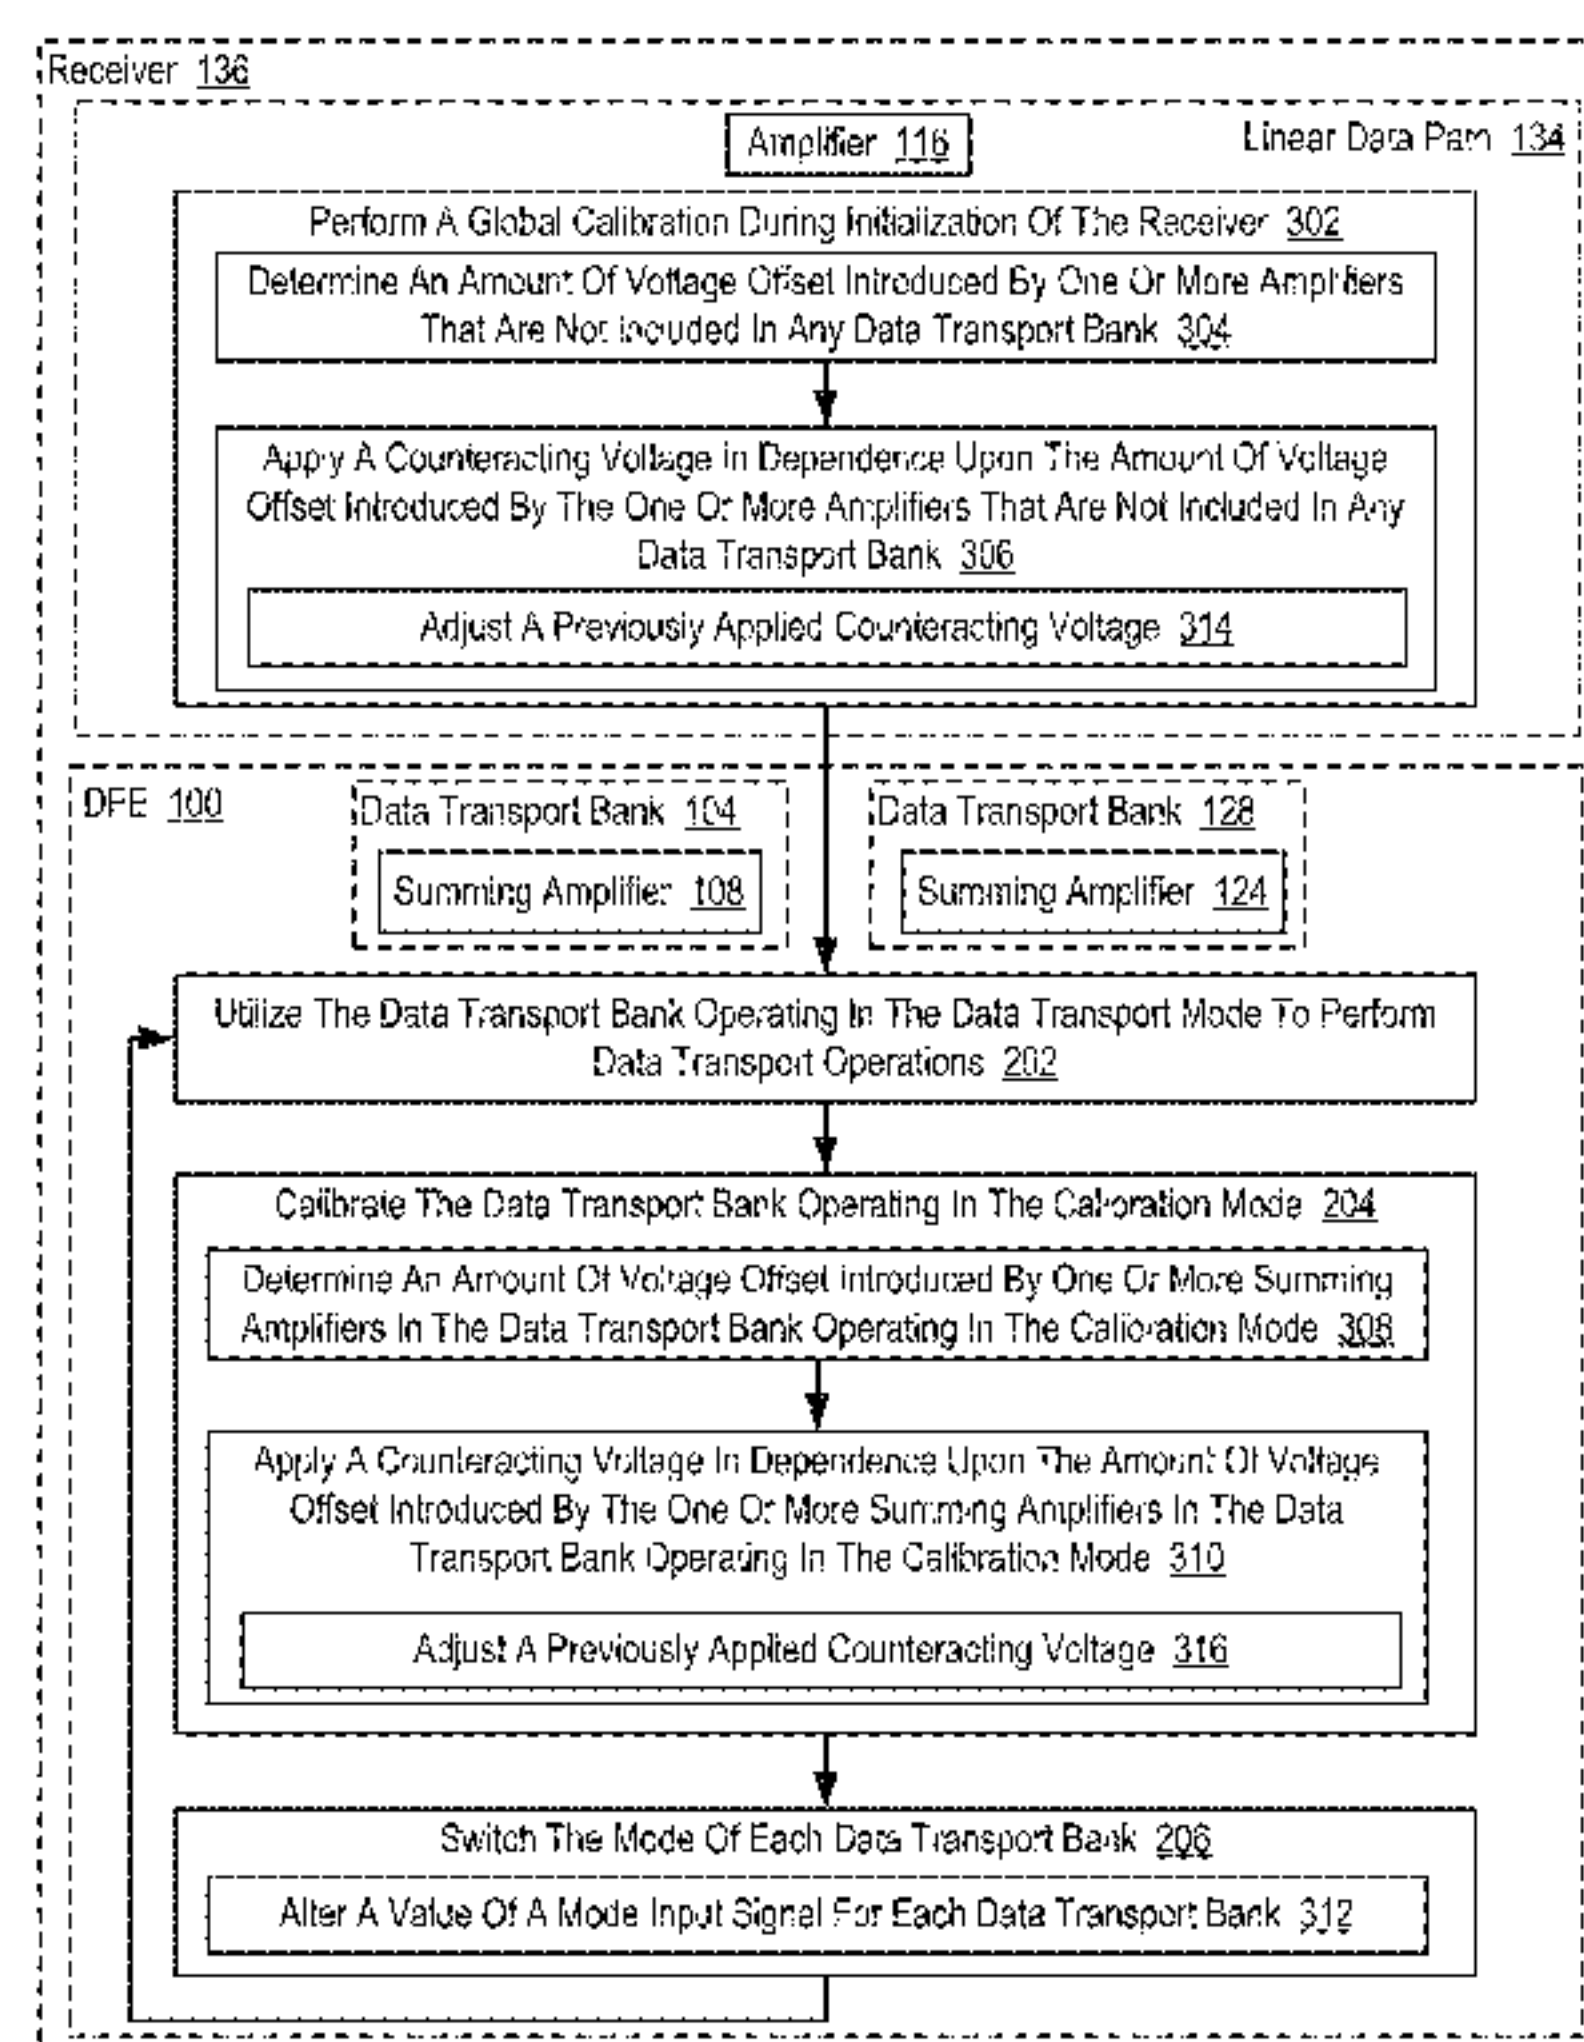 Receiver 136
Amplifier 116
Linear Data Path 134
Perform A Global Calibration During Initialization Of The Receiver 302
Determine An Amount Of Voltage Offset Introduced By One Or More Amplifiers
That Are Not Included In Any Data Transport Bank 304
Apply A Counteracting Voltage In Dependence Upon The Amount Of Voltage
Offset Introduced By The One Or More Amplifiers That Are Not Included In Any
Data Transport Bank 306
Adjust A Previously Applied Counteracting Voltage 314
DFE 100
Data Transport Bank 104
Summing Amplifier 108
Data Transport Bank 128
Summing Amplifier 124
Utilize The Data Transport Bank Operating In The Data Transport Mode To Perform
Data Transport Operations 202
Calibrate The Data Transport Bank Operating In The Calibration Mode 204
Determine An Amount Of Voltage Offset Introduced By One Or More Summing
Amplifiers In The Data Transport Bank Operating In The Calibration Mode 308
Apply A Counteracting Voltage In Dependence Upon The Amount Of Voltage
Offset Introduced By The One Or More Summing Amplifiers In The Data
Transport Bank Operating In The Calibration Mode 310
Adjust A Previously Applied Counteracting Voltage 316
Switch The Mode Of Each Data Transport Bank 206
Alter A Value Of A Mode Input Signal For Each Data Transport Bank 312